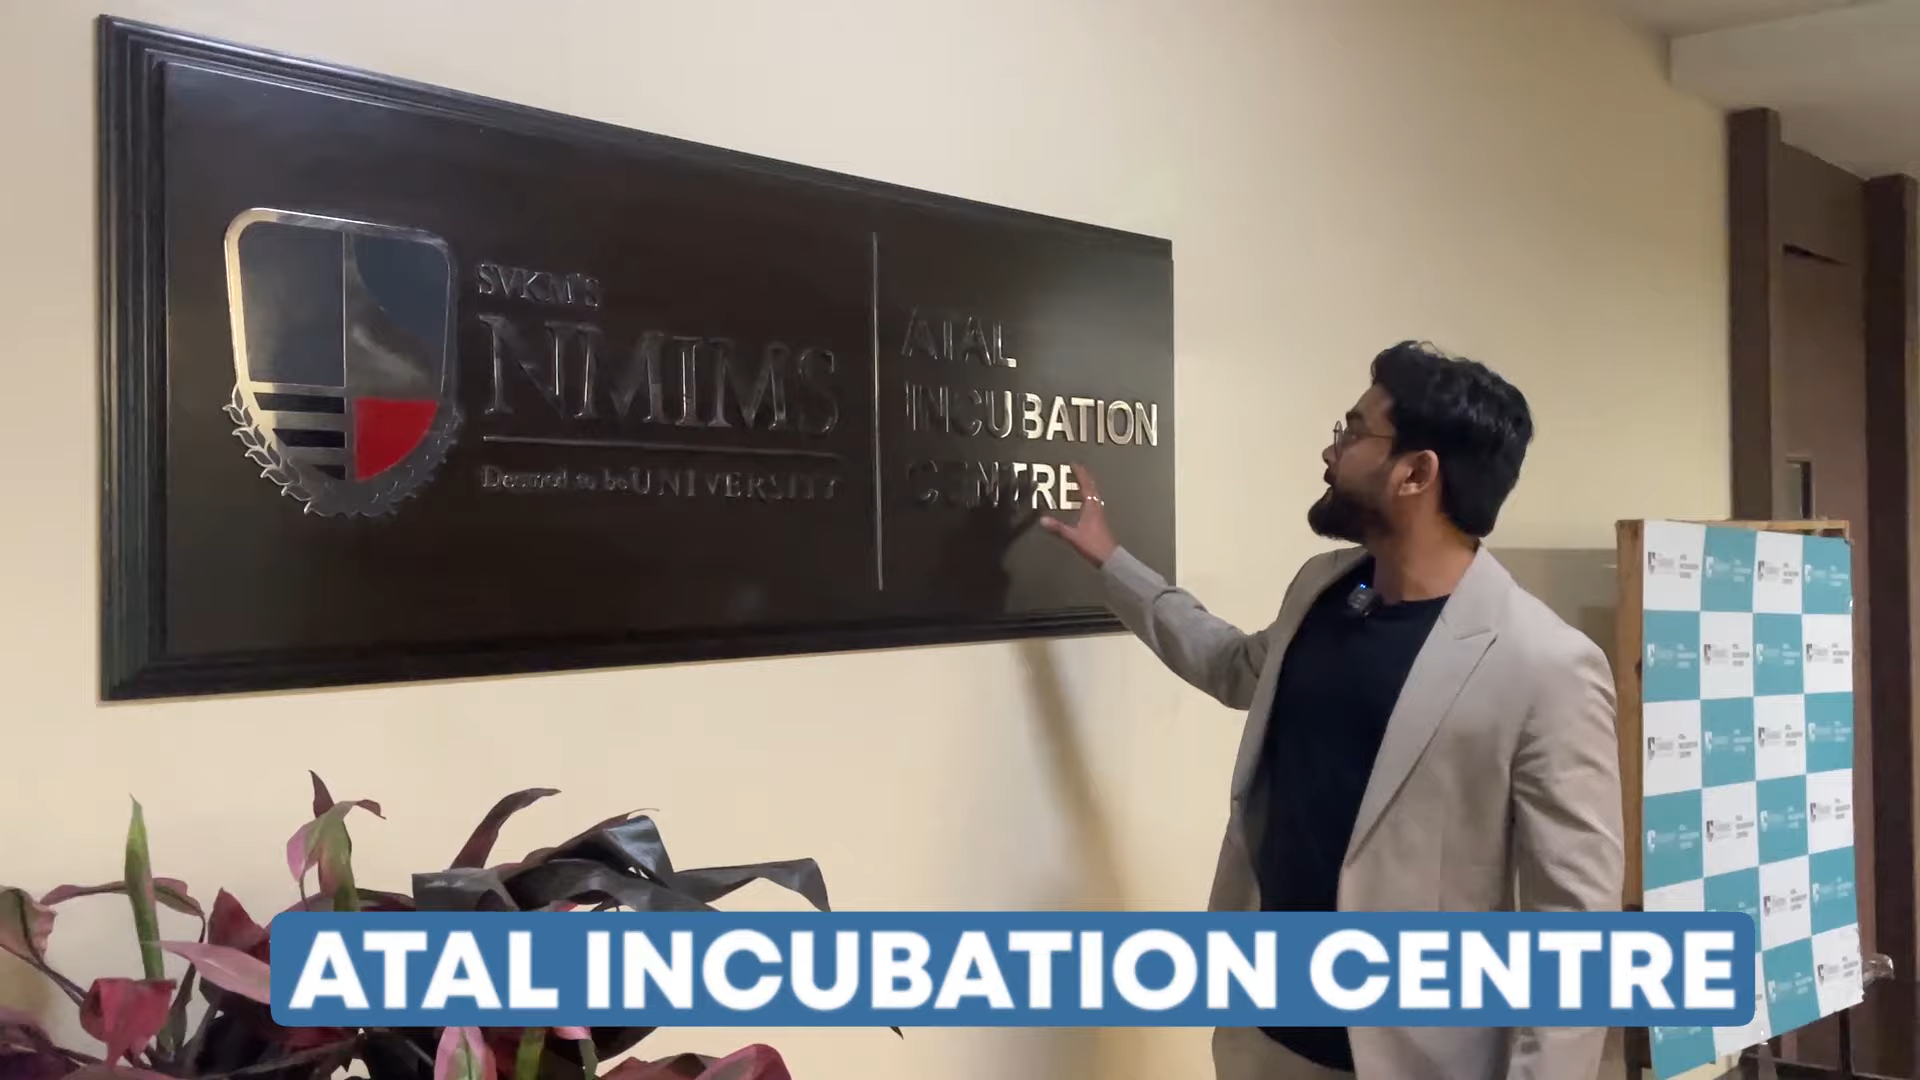 SVKM'S
NMIMS
Deemed to be UNIVERSITY
ATAL
INCUBATION
CENTRE
ATAL INCUBATION CENTRE